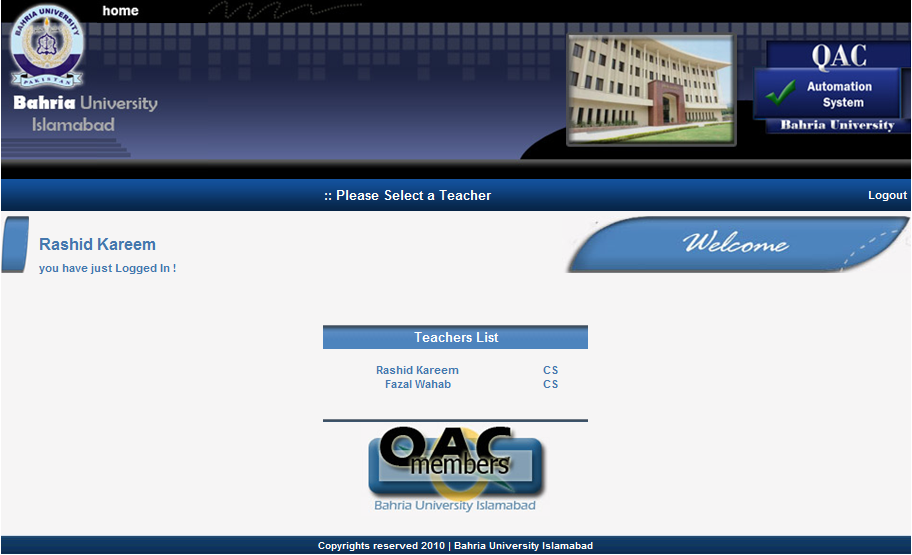 home
BAHRIA UNIVERSITY
PAKISTAN
Bahria University
Islamabad
QAC
Automation
System
Bahria University
:: Please Select a Teacher
Logout
Rashid Kareem
you have just Logged In !
Welcome
Teachers List
Rashid Kareem CS
Fazal Wahab CS
QAC
members
Bahria University Islamabad
Copyrights reserved 2010 | Bahria University Islamabad